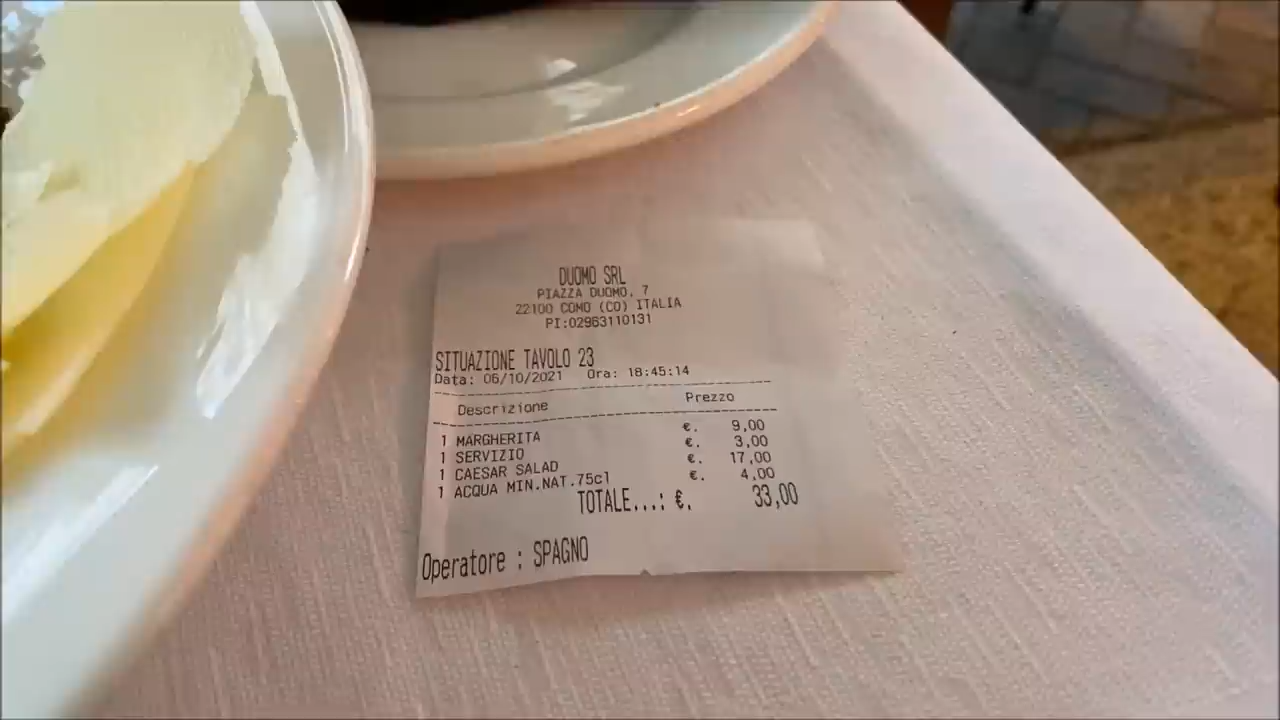 DUOMO SRL
PIAZZA DUOMO, 7
22100 COMO (CO) ITALIA
PI:02963110131
SITUAZIONE TAVOLO 23
Data: 06/10/2021 Ora: 18:45:14
Descrizione Prezzo
1 MARGHERITA €. 9,00
1 SERVIZIO €. 3,00
1 CAESAR SALAD €. 17,00
1 ACQUA MIN.NAT.75cl €. 4,00
TOTALE...: €. 33,00
Operatore : SPAGNO